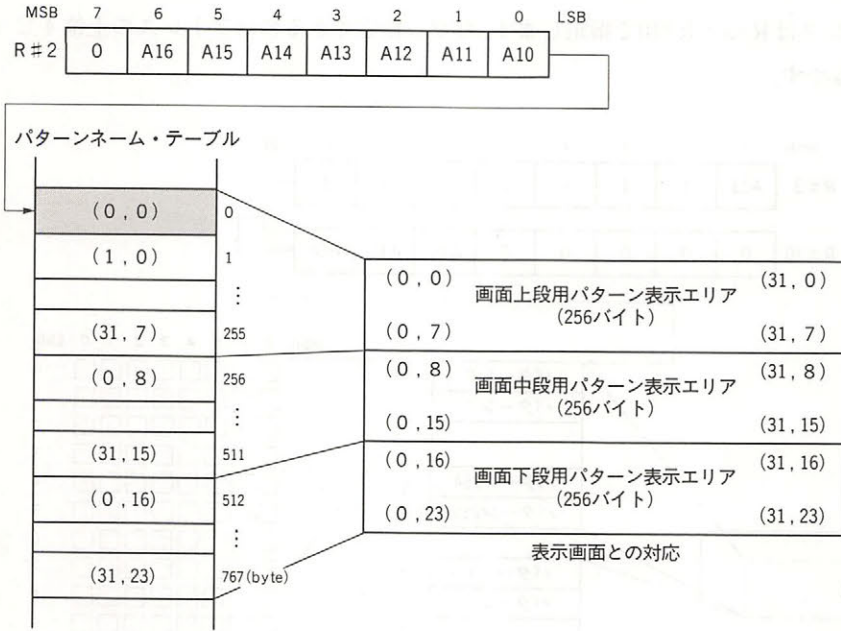 MSB 7 6 5 4 3 2 1 0 LSB
R#2 0 A16 A15 A14 A13 A12 A11 A10
パターンネーム・テーブル
(0,0) 0
(1,0) 1
⋮
(31,7) 255
(0,8) 256
⋮
(31,15) 511
(0,16) 512
⋮
(31,23) 767(byte)
(0,0) 画面上段用パターン表示エリア (31,0)
(256バイト)
(0,7) (31,7)
(0,8) 画面中段用パターン表示エリア (31,8)
(256バイト)
(0,15) (31,15)
(0,16) 画面下段用パターン表示エリア (31,16)
(256バイト)
(0,23) (31,23)
表示画面との対応